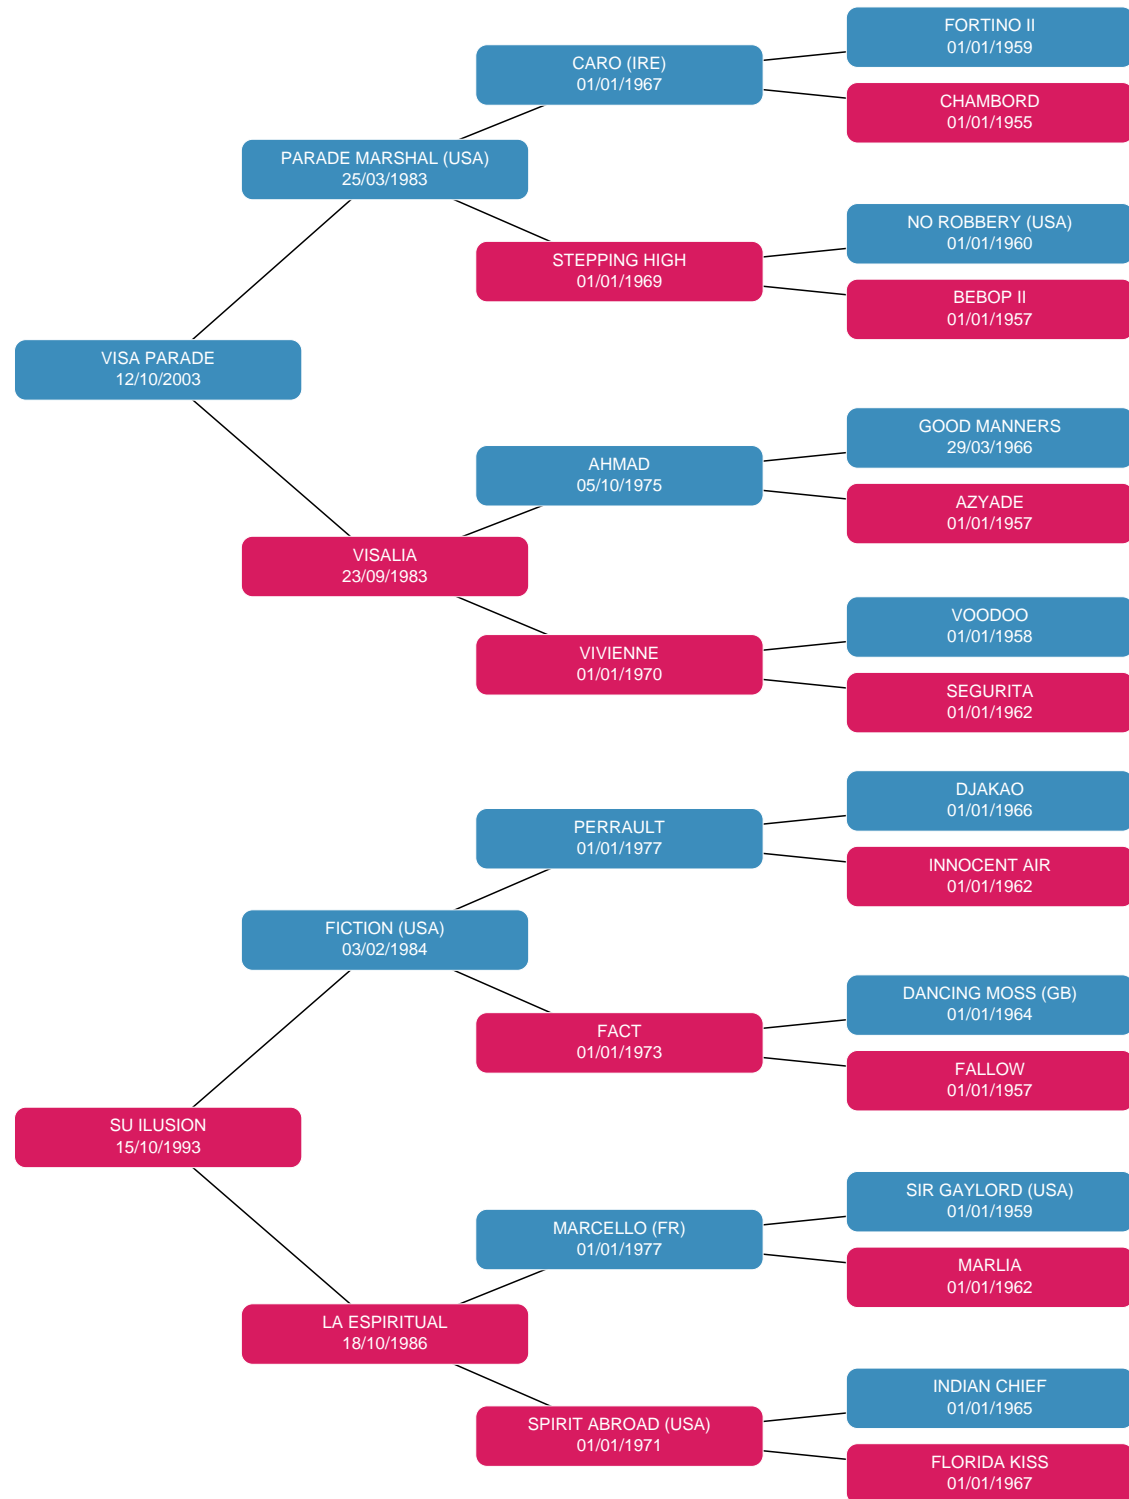 FORTINO II
01/01/1959
CARO (IRE)
01/01/1967
CHAMBORD
01/01/1955
PARADE MARSHAL (USA)
25/03/1983
NO ROBBERY (USA)
01/01/1960
STEPPING HIGH
01/01/1969
BEBOP II
01/01/1957
VISA PARADE
12/10/2003
GOOD MANNERS
29/03/1966
AHMAD
05/10/1975
AZYADE
01/01/1957
VISALIA
23/09/1983
VOODOO
01/01/1958
VIVIENNE
01/01/1970
SEGURITA
01/01/1962
DJAKAO
01/01/1966
PERRAULT
01/01/1977
INNOCENT AIR
01/01/1962
FICTION (USA)
03/02/1984
DANCING MOSS (GB)
01/01/1964
FACT
01/01/1973
FALLOW
01/01/1957
SU ILUSION
15/10/1993
SIR GAYLORD (USA)
01/01/1959
MARCELLO (FR)
01/01/1977
MARLIA
01/01/1962
LA ESPIRITUAL
18/10/1986
INDIAN CHIEF
01/01/1965
SPIRIT ABROAD (USA)
01/01/1971
FLORIDA KISS
01/01/1967